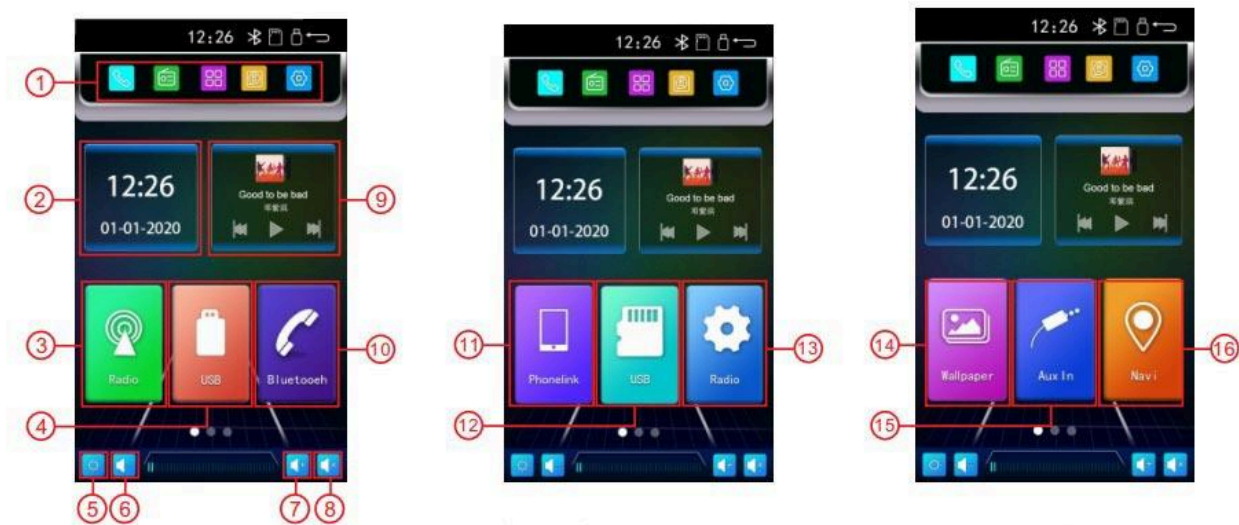 12:26
①
②
12:26
01-01-2020
Good to be bad
⑨
③
Radio
USB
Bluetooeh
⑩
④
⑤
⑥
⑦
⑧
12:26
12:26
01-01-2020
Good to be bad
⑪
Phonelink
USB
Radio
⑬
⑫
12:26
12:26
01-01-2020
Good to be bad
⑭
Wallpaper
Aux In
Navi
⑯
⑮